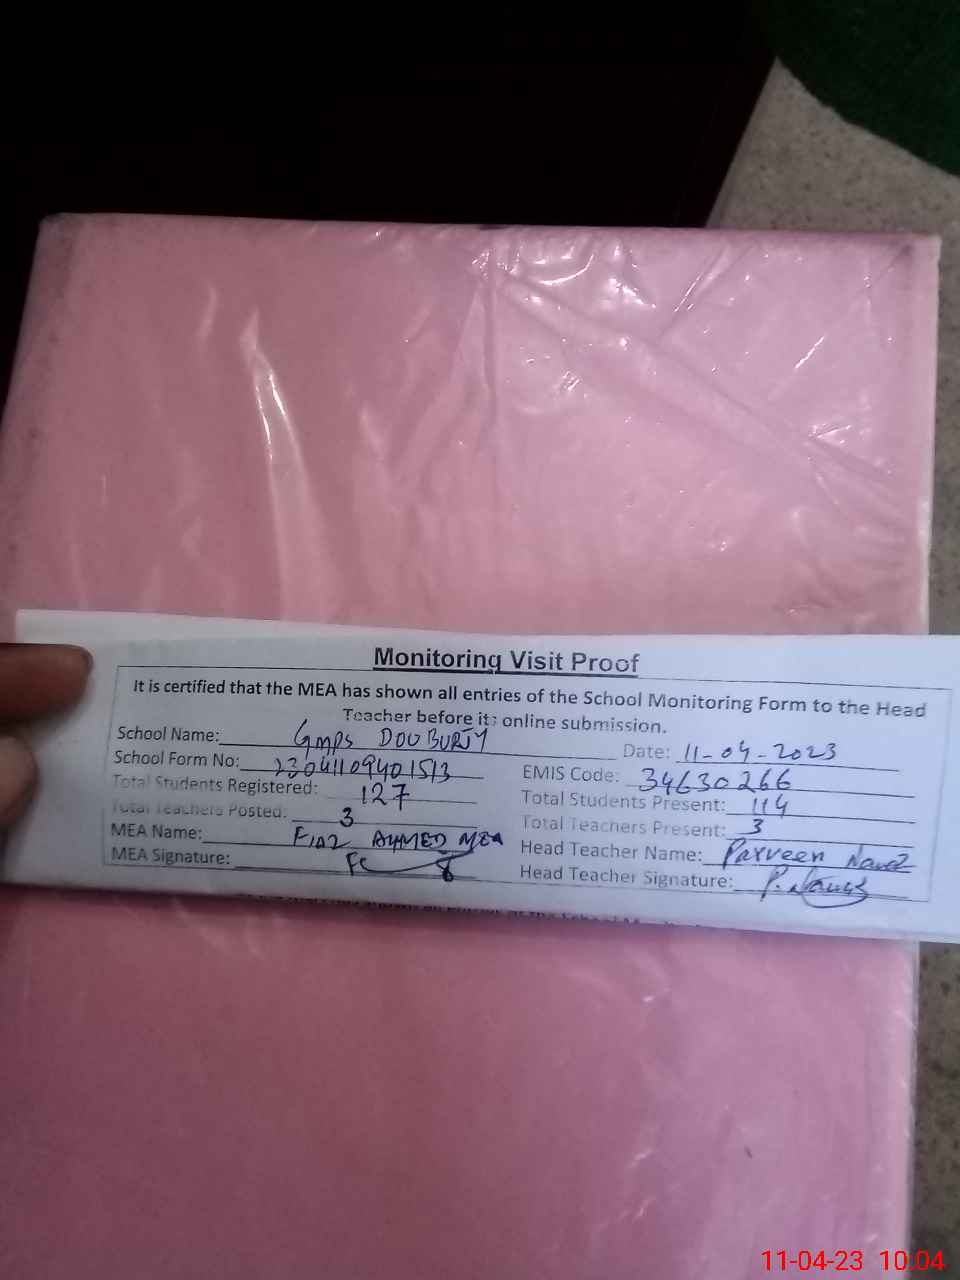 Monitoring Visit Proof
It is certified that the MEA has shown all entries of the School Monitoring Form to the Head
Teacher before its online submission.
School Name: GMPS DOUBURJY Date: 11-04-2023
School Form No: 2304110940 1513 EMIS Code: 34630266
Total Students Registered: 127 Total Students Present: 114
Total Teachers Posted: 3 Total Teachers Present: 3
MEA Name: FIAZ AHMED MEA Head Teacher Name: Parveen Nawaz
MEA Signature: Head Teacher Signature: P. Nawaz
11-04-23 10:04